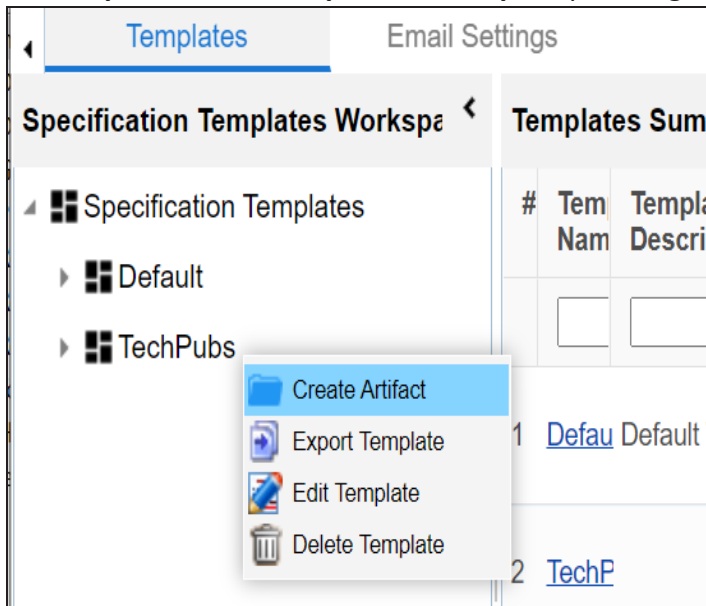 Templates Email Settings
Specification Templates Workspa Templates Sum
Specification Templates
Default
TechPubs
# Tem Templa
Nam Descri
Create Artifact
Export Template
Edit Template
Delete Template
1 Defau Default
2 TechP